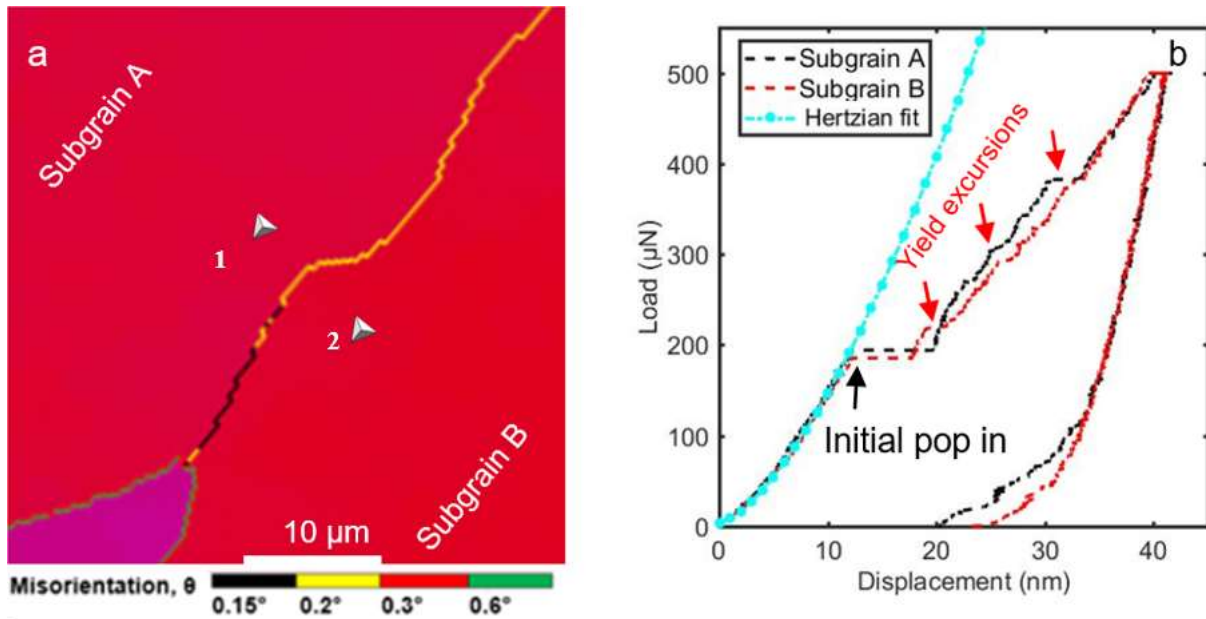 a
Subgrain A
1
2
Subgrain B
10 µm
Misorientation, θ
0.15° 0.2° 0.3° 0.6°
b
Subgrain A
Subgrain B
Hertzian fit
Yield excursions
Initial pop in
Load (µN)
500
400
300
200
100
0
0 10 20 30 40
Displacement (nm)